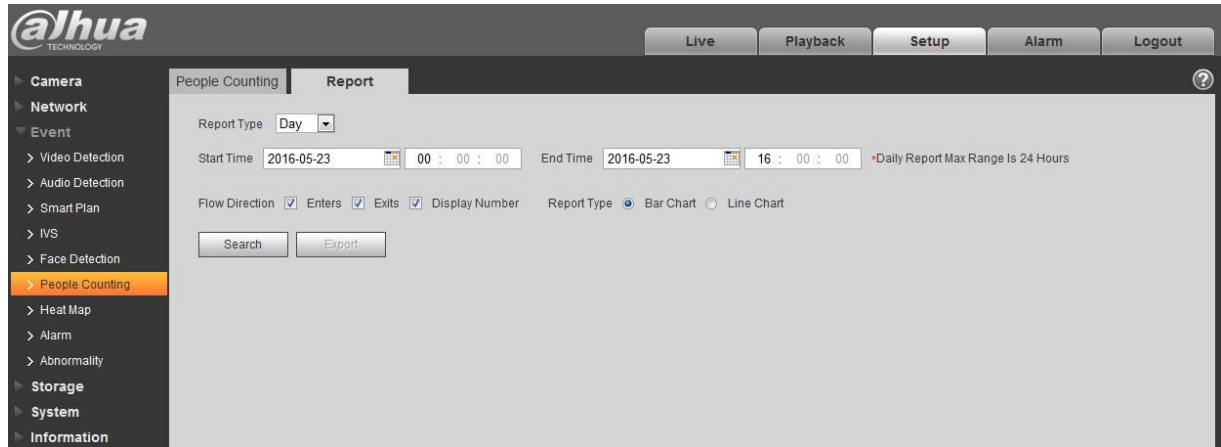 alhua
TECHNOLOGY
Live Playback Setup Alarm Logout
Camera
Network
Event
Video Detection
Audio Detection
Smart Plan
IVS
Face Detection
People Counting
Heat Map
Alarm
Abnormality
Storage
System
Information
People Counting Report
Report Type Day
Start Time 2016-05-23 00 : 00 : 00 End Time 2016-05-23 16 : 00 : 00 *Daily Report Max Range Is 24 Hours
Flow Direction Enters Exits Display Number Report Type Bar Chart Line Chart
Search Export